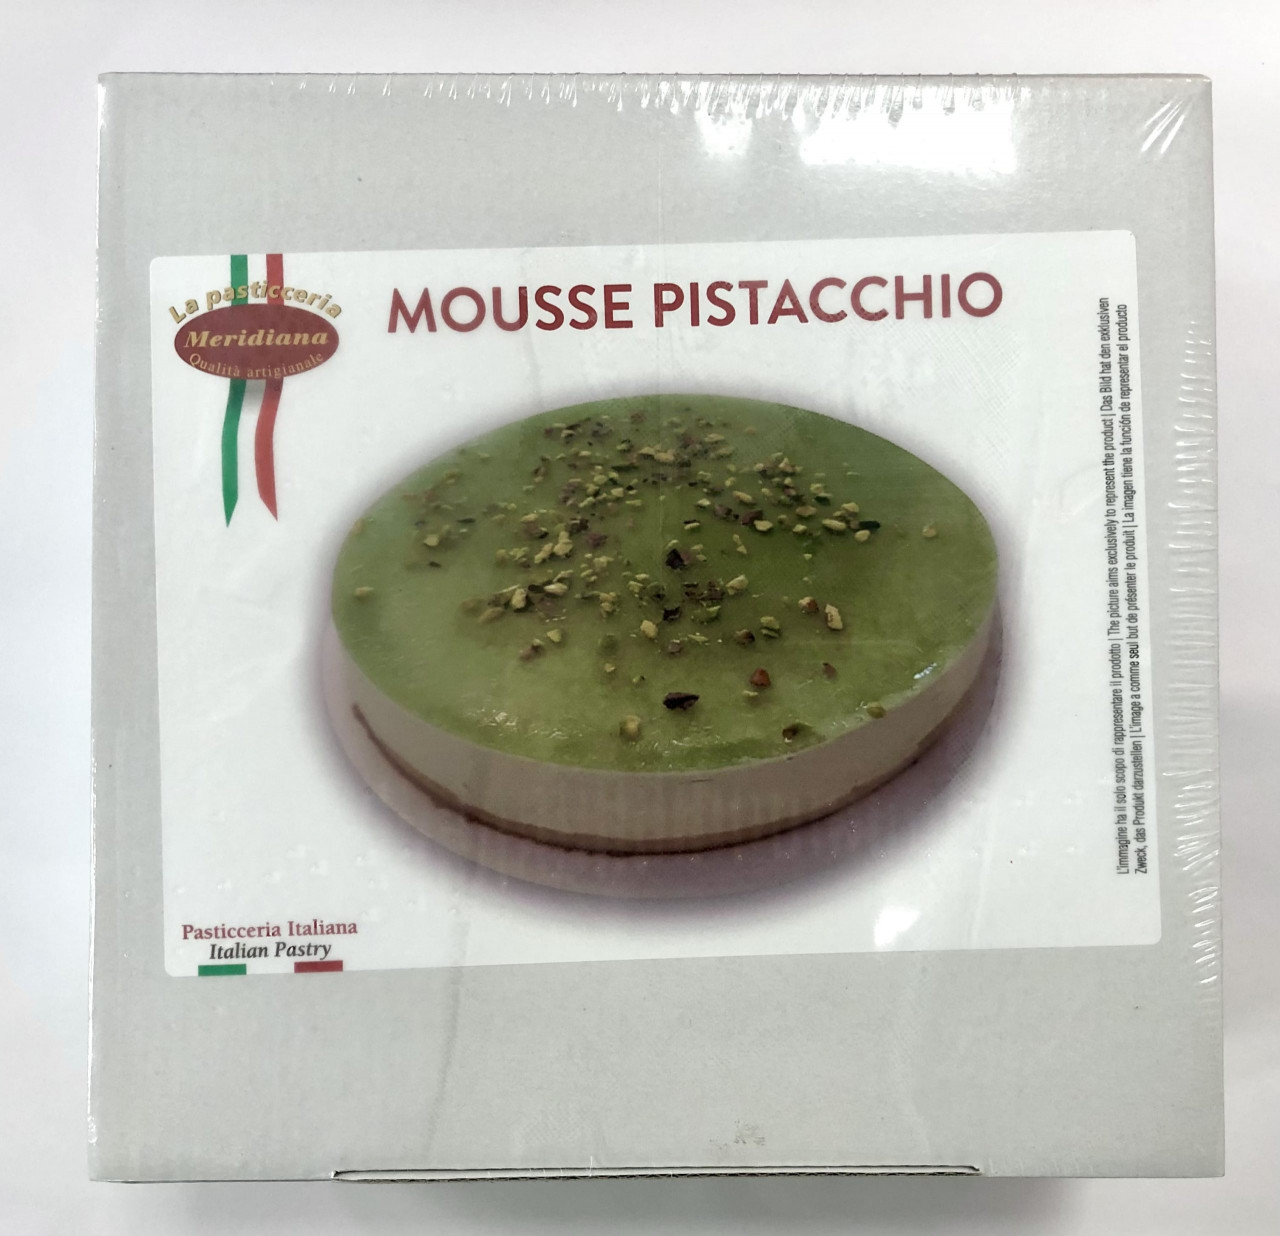 La pasticceria
Meridiana
Qualità artigianale
MOUSSE PISTACCHIO
L'immagine ha il solo scopo di rappresentare il prodotto | The picture aims exclusively to represent the product | Das Bild hat den exklusiven
Zweck, das Produkt darzustellen | L'image a comme seul but de présenter le produit | La imagen tiene la función de representar el producto
Pasticceria Italiana
Italian Pastry